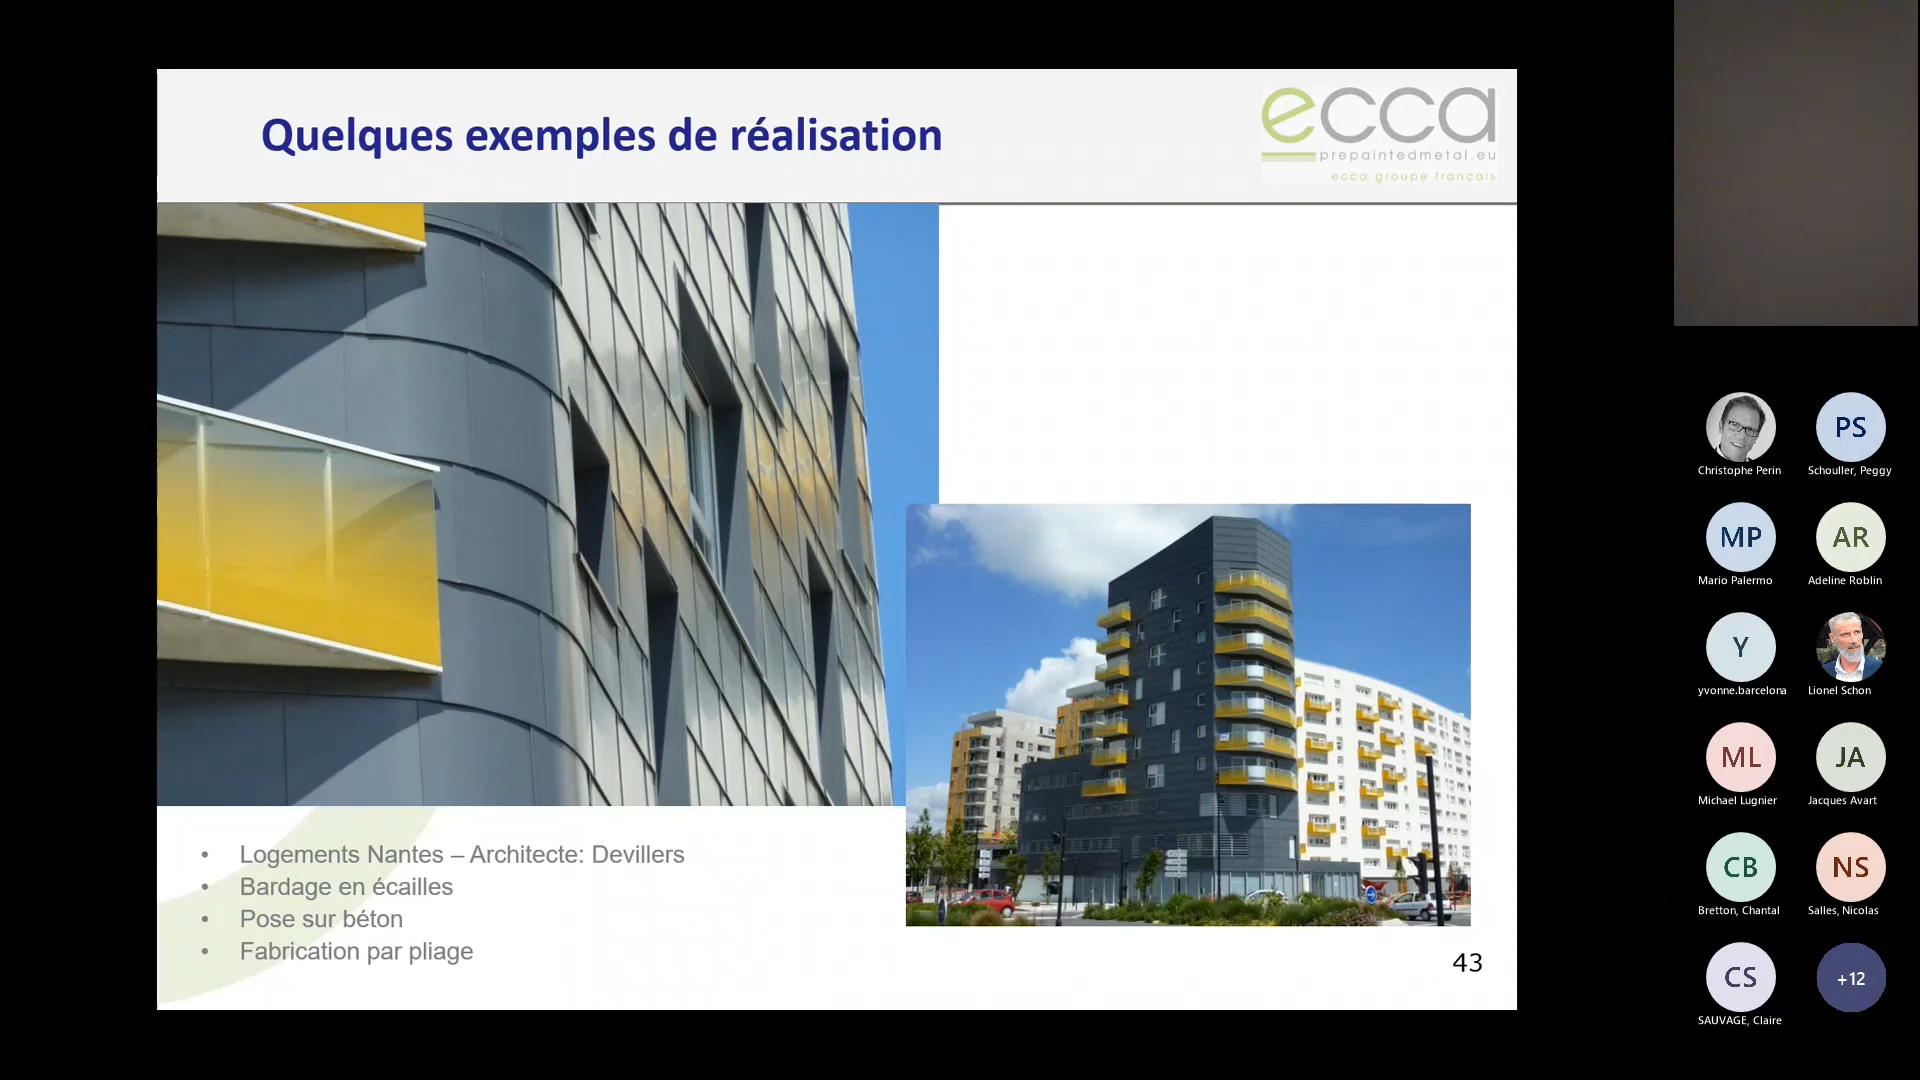 Quelques exemples de réalisation
ecca
prepaintedmetal.eu
ecca groupe français
• Logements Nantes – Architecte: Devillers
• Bardage en écailles
• Pose sur béton
• Fabrication par pliage
43
Christophe Perin
PS
Schouller, Peggy
MP
Mario Palermo
AR
Adeline Roblin
Y
yvonne.barcelona
Lionel Schon
ML
Michael Lugnier
JA
Jacques Avart
CB
Bretton, Chantal
NS
Salles, Nicolas
CS
SAUVAGE, Claire
+12